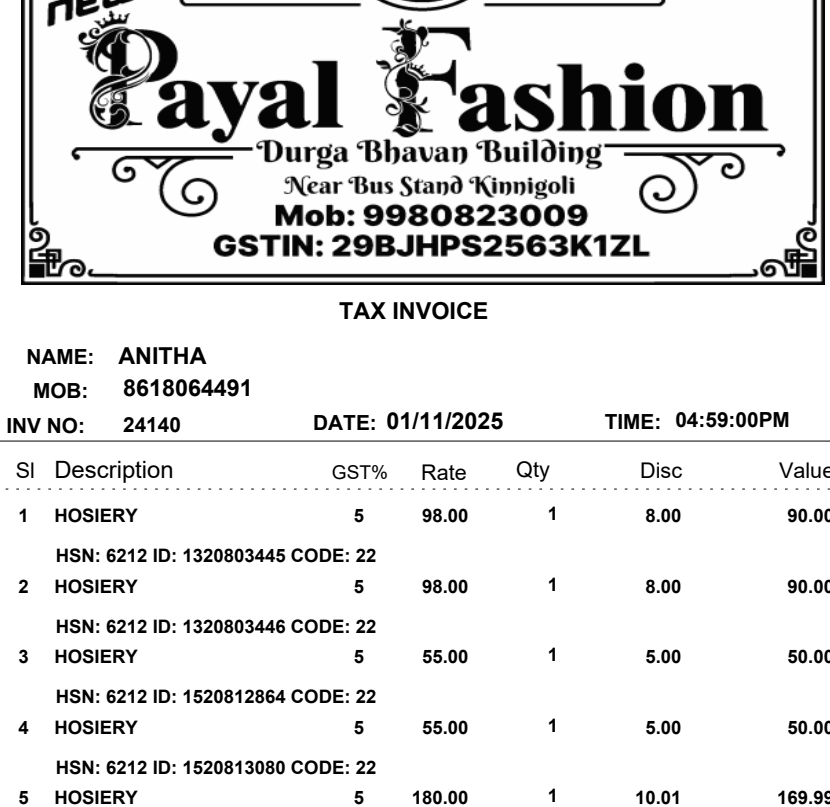 new
Payal Fashion
Durga Bhavan Building
Near Bus Stand Kinnigoli
Mob: 9980823009
GSTIN: 29BJHPS2563K1ZL
TAX INVOICE
NAME: ANITHA
MOB: 8618064491
INV NO: 24140 DATE: 01/11/2025 TIME: 04:59:00PM
Sl Description GST% Rate Qty Disc Value
1 HOSIERY 5 98.00 1 8.00 90.00
HSN: 6212 ID: 1320803445 CODE: 22
2 HOSIERY 5 98.00 1 8.00 90.00
HSN: 6212 ID: 1320803446 CODE: 22
3 HOSIERY 5 55.00 1 5.00 50.00
HSN: 6212 ID: 1520812864 CODE: 22
4 HOSIERY 5 55.00 1 5.00 50.00
HSN: 6212 ID: 1520813080 CODE: 22
5 HOSIERY 5 180.00 1 10.01 169.99